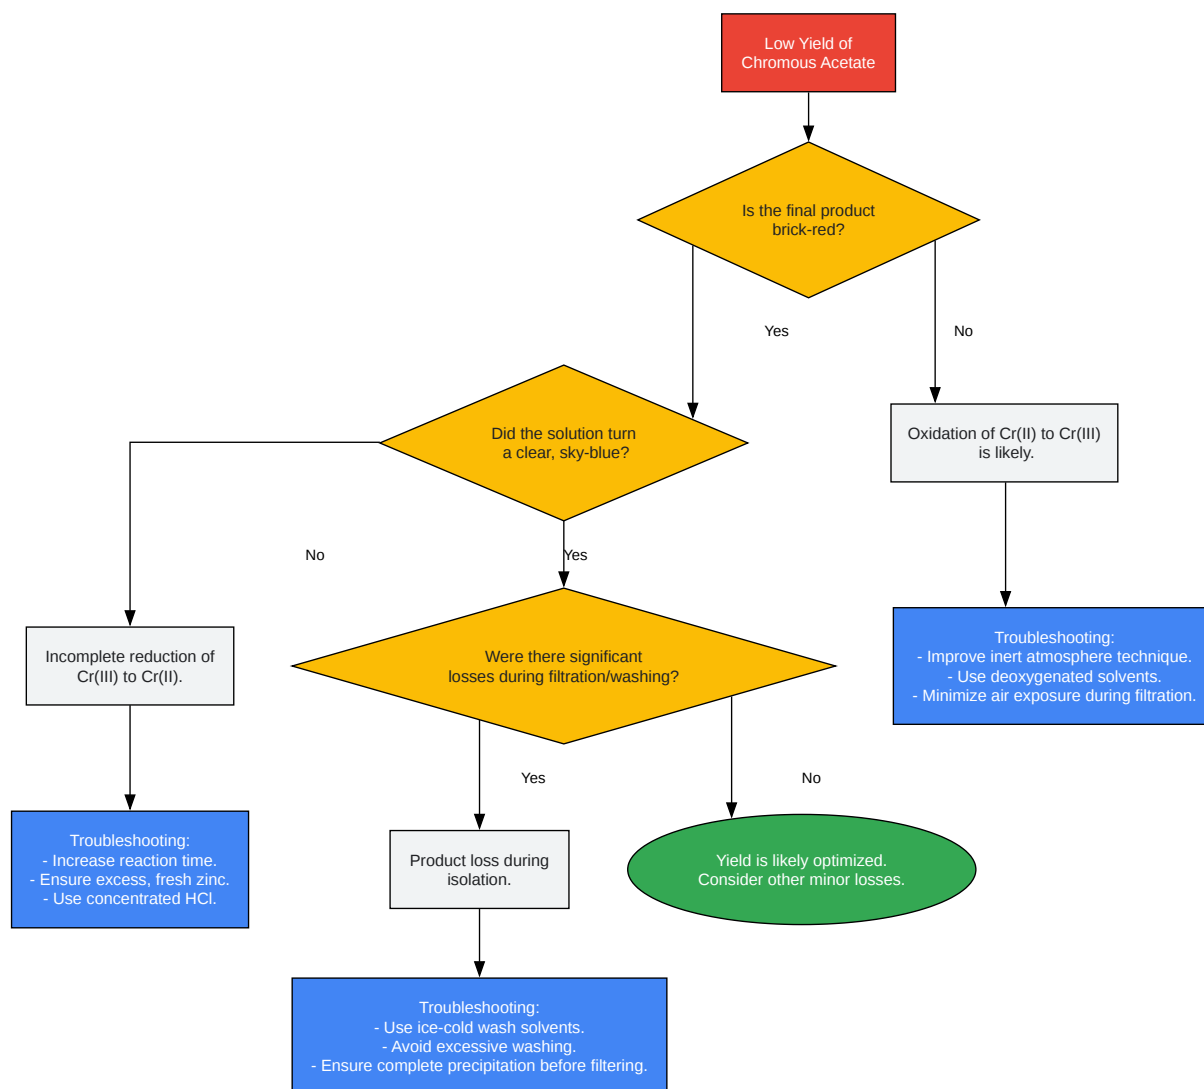 Low Yield of
Chromous Acetate
Is the final product
brick-red?
Yes
No
Did the solution turn
a clear, sky-blue?
Oxidation of Cr(II) to Cr(III)
is likely.
No
Yes
Incomplete reduction of
Cr(III) to Cr(II).
Were there significant
losses during filtration/washing?
Troubleshooting:
- Improve inert atmosphere technique.
- Use deoxygenated solvents.
- Minimize air exposure during filtration.
Yes
No
Troubleshooting:
- Increase reaction time.
- Ensure excess, fresh zinc.
- Use concentrated HCl.
Product loss during
isolation.
Yield is likely optimized.
Consider other minor losses.
Troubleshooting:
- Use ice-cold wash solvents.
- Avoid excessive washing.
- Ensure complete precipitation before filtering.